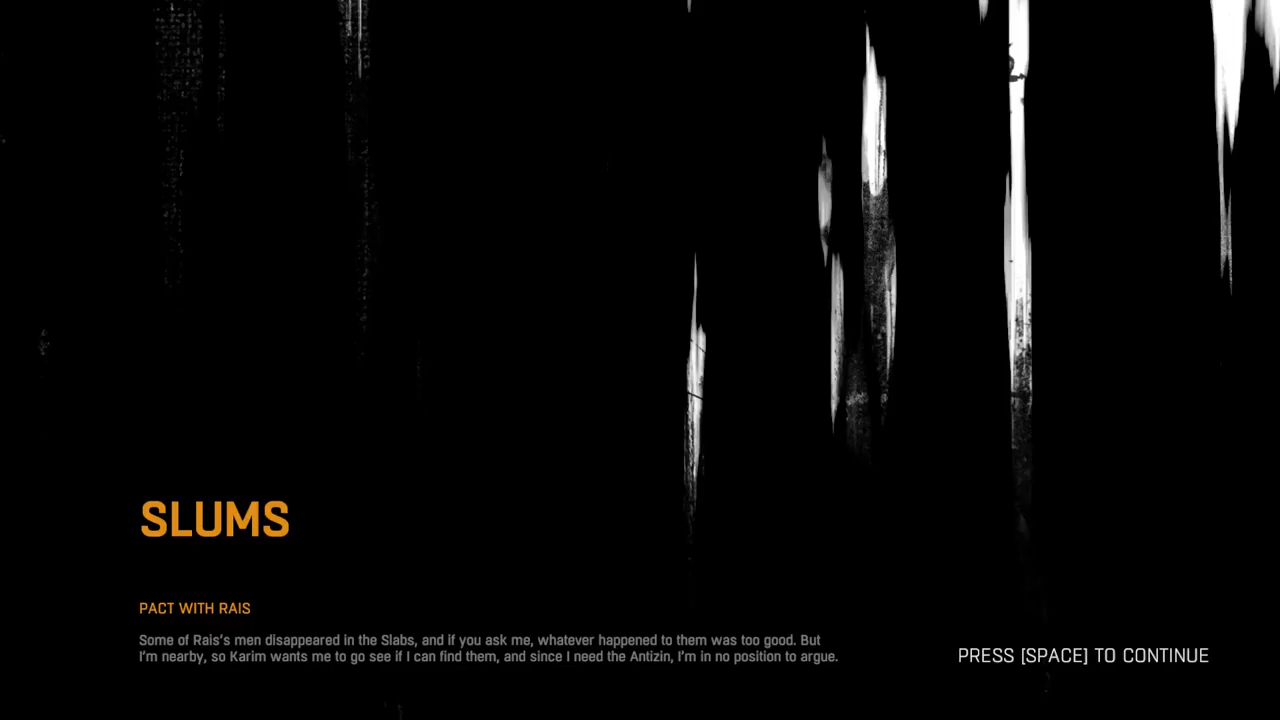 SLUMS
PACT WITH RAIS
Some of Rais's men disappeared in the Slabs, and if you ask me, whatever happened to them was too good. But
I'm nearby, so Karim wants me to go see if I can find them, and since I need the Antizin, I'm in no position to argue.
PRESS [SPACE] TO CONTINUE